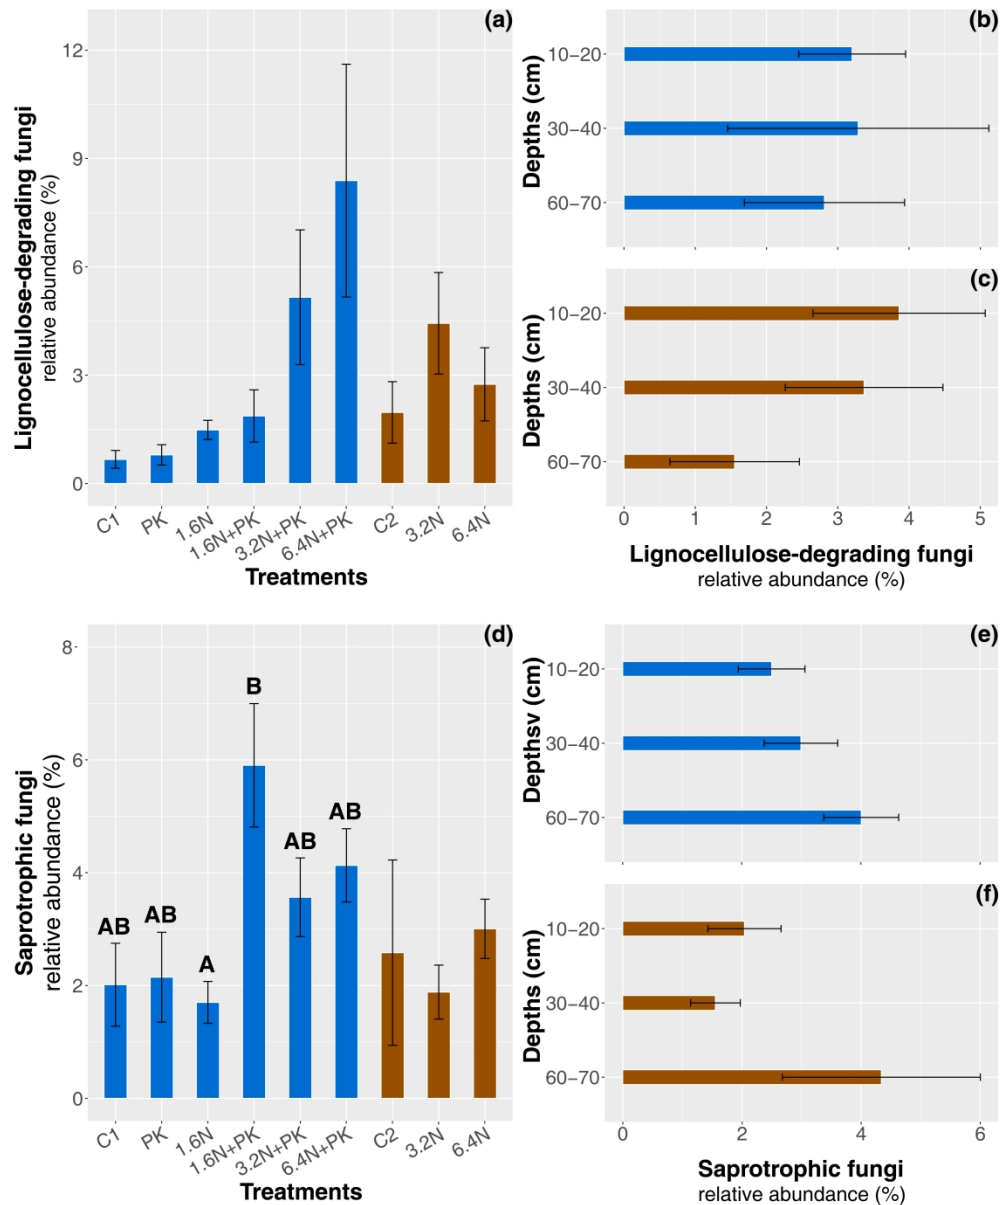 (a)
12
9
6
3
0
Lignocellulose-degrading fungi
relative abundance (%)
C1 PK 1.6N 1.6N+PK 3.2N+PK 6.4N+PK C2 3.2N 6.4N
Treatments
(b)
Depths (cm)
10−20
30−40
60−70
(c)
Depths (cm)
10−20
30−40
60−70
0 1 2 3 4 5
Lignocellulose-degrading fungi
relative abundance (%)
(d)
8
6
4
2
0
Saprotrophic fungi
relative abundance (%)
AB AB A B AB AB
C1 PK 1.6N 1.6N+PK 3.2N+PK 6.4N+PK C2 3.2N 6.4N
Treatments
(e)
Depthsv (cm)
10−20
30−40
60−70
(f)
Depths (cm)
10−20
30−40
60−70
0 2 4 6
Saprotrophic fungi
relative abundance (%)